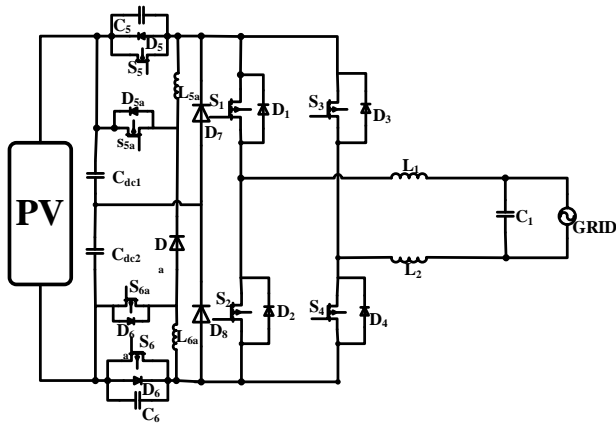 C5
D5
S5
L5a
D5a
s5a
S1
D1
D7
S3
D3
PV
Cdc1
Cdc2
L1
C1
GRID
L2
D
a
S6a
D6
a
S6
L6a
D8
S2
D2
S4
D4
D6
C6